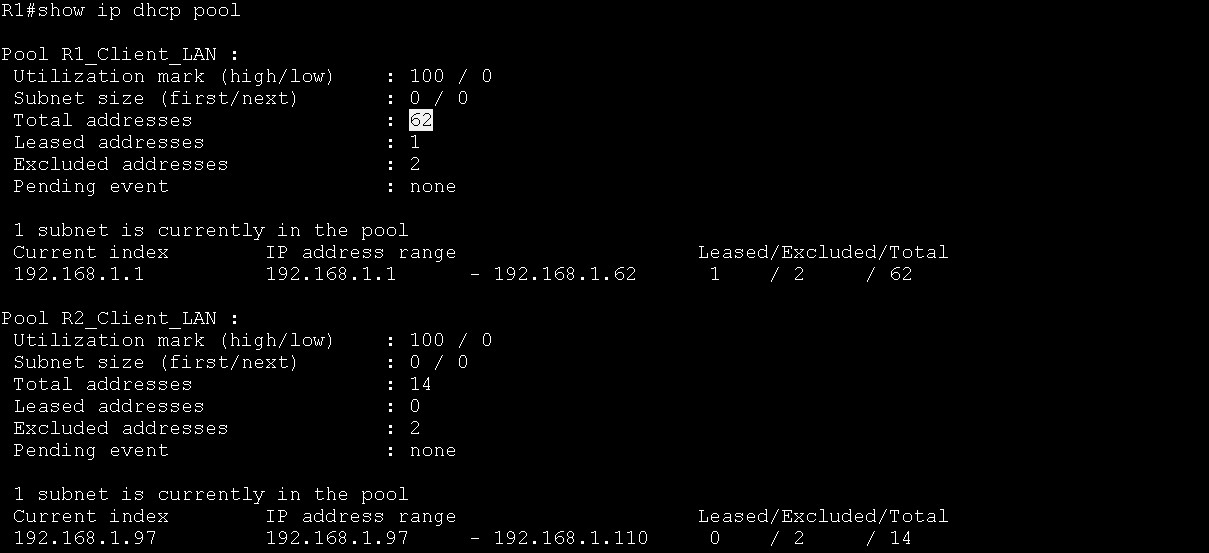 R1#show ip dhcp pool
Pool R1_Client_LAN :
Utilization mark (high/low) : 100 / 0
Subnet size (first/next) : 0 / 0
Total addresses : 62
Leased addresses : 1
Excluded addresses : 2
Pending event : none
1 subnet is currently in the pool
Current index IP address range Leased/Excluded/Total
192.168.1.1 192.168.1.1 - 192.168.1.62 1 / 2 / 62
Pool R2_Client_LAN :
Utilization mark (high/low) : 100 / 0
Subnet size (first/next) : 0 / 0
Total addresses : 14
Leased addresses : 0
Excluded addresses : 2
Pending event : none
1 subnet is currently in the pool
Current index IP address range Leased/Excluded/Total
192.168.1.97 192.168.1.97 - 192.168.1.110 0 / 2 / 14